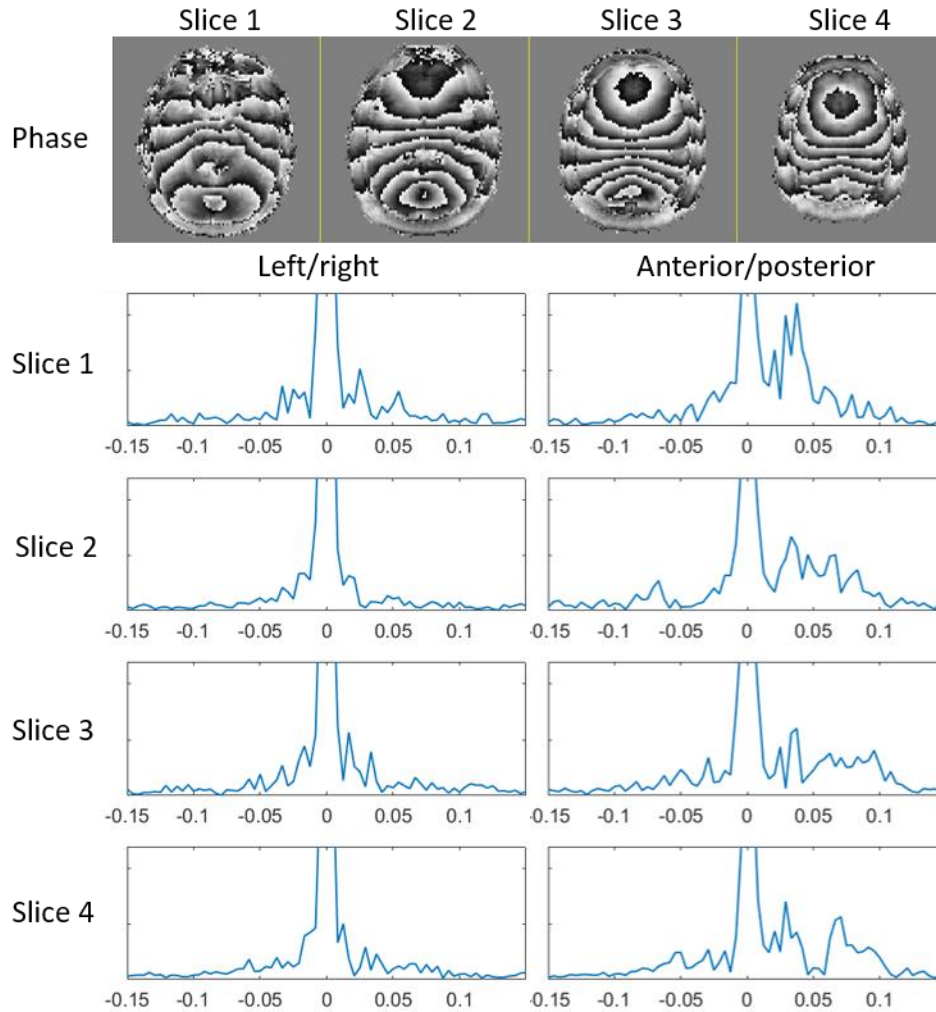 Slice 1 Slice 2 Slice 3 Slice 4
Phase
Left/right Anterior/posterior
Slice 1
-0.15 -0.1 -0.05 0 0.05 0.1 -0.15 -0.1 -0.05 0 0.05 0.1
Slice 2
-0.15 -0.1 -0.05 0 0.05 0.1 -0.15 -0.1 -0.05 0 0.05 0.1
Slice 3
-0.15 -0.1 -0.05 0 0.05 0.1 -0.15 -0.1 -0.05 0 0.05 0.1
Slice 4
-0.15 -0.1 -0.05 0 0.05 0.1 -0.15 -0.1 -0.05 0 0.05 0.1